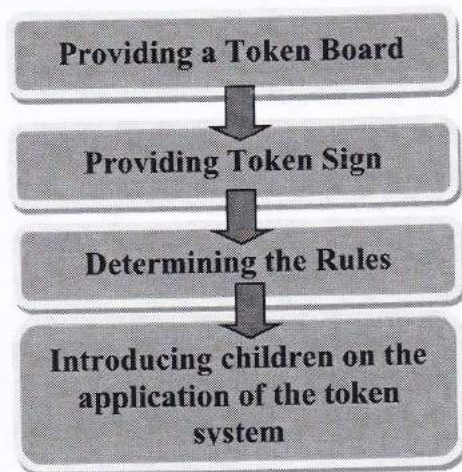 Providing a Token Board
Providing Token Sign
Determining the Rules
Introducing children on the
application of the token
system